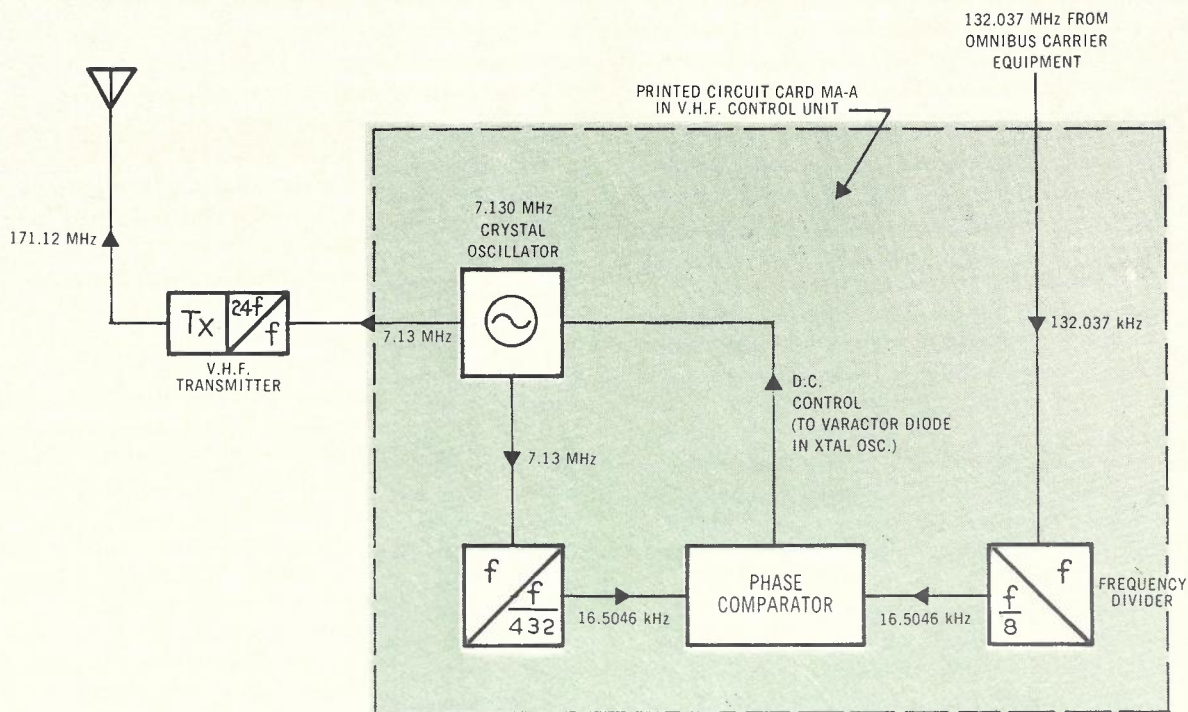 132.037 MHz FROM
OMNIBUS CARRIER
EQUIPMENT
PRINTED CIRCUIT CARD MA-A
IN V.H.F. CONTROL UNIT
7.130 MHz
CRYSTAL
OSCILLATOR
171.12 MHz
Tx
24f
f
V.H.F.
TRANSMITTER
7.13 MHz
132.037 kHz
D.C.
CONTROL
(TO VARACTOR DIODE
IN XTAL OSC.)
7.13 MHz
f
f
432
16.5046 kHz
PHASE
COMPARATOR
16.5046 kHz
f
f
8
FREQUENCY
DIVIDER